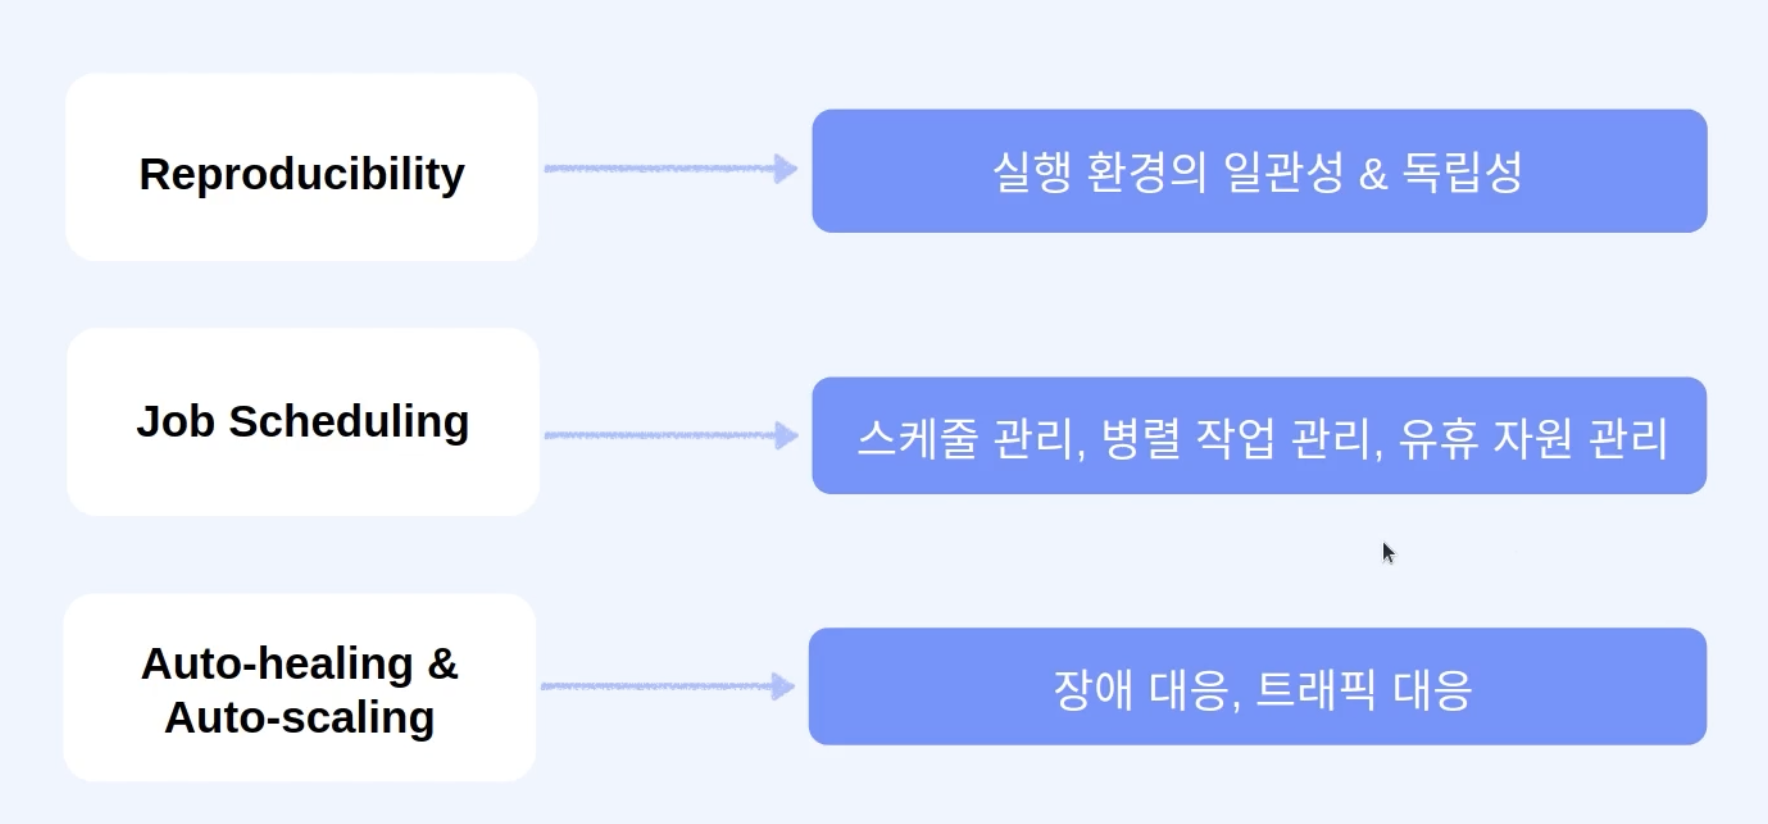 Reproducibility
실행 환경의 일관성 & 독립성
Job Scheduling
스케줄 관리, 병렬 작업 관리, 유휴 자원 관리
Auto-healing &
Auto-scaling
장애 대응, 트래픽 대응